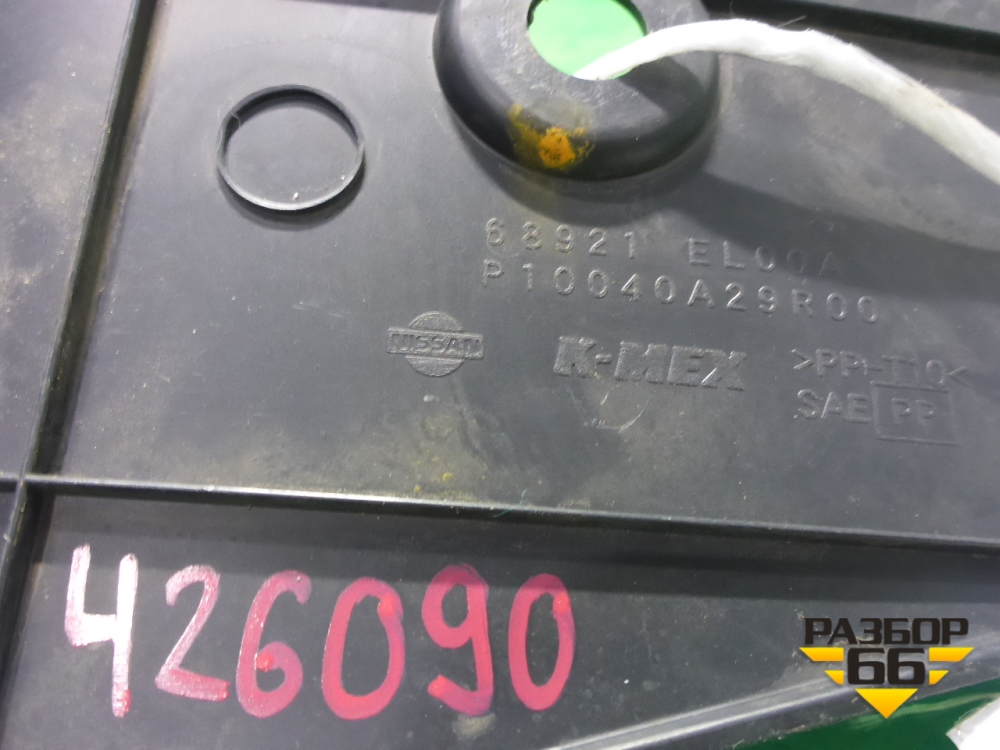 68921 EL00A
P10040A29R00
NISSAN
K-MEX
>PP-T10<
SAE PP
426090
РАЗБОР
66